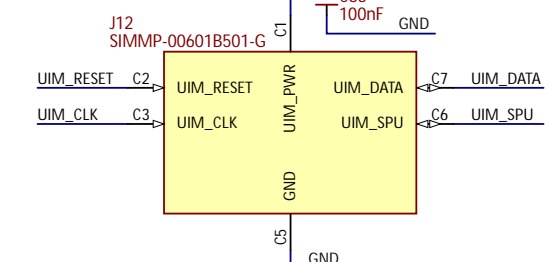 J12
SIMMP-00601B501-G
100nF
GND
C1
UIM_RESET C2 UIM_RESET
UIM_CLK C3 UIM_CLK
UIM_PWR
UIM_DATA C7 UIM_DATA
UIM_SPU C6 UIM_SPU
GND
C5
GND